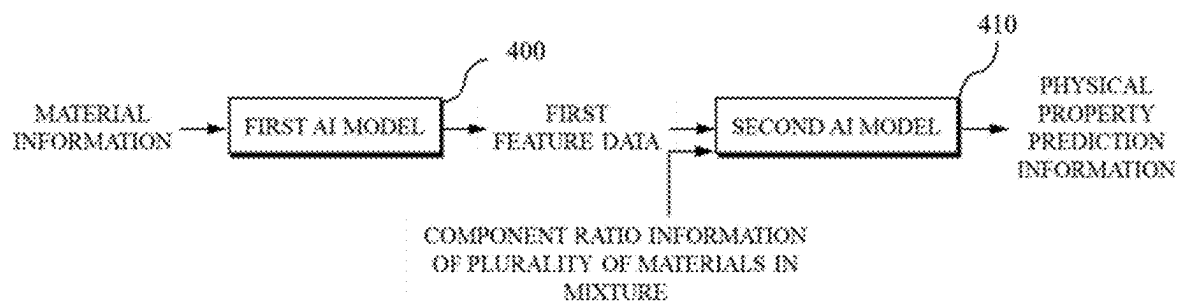 400
410
MATERIAL
INFORMATION
FIRST AI MODEL
FIRST
FEATURE DATA
SECOND AI MODEL
PHYSICAL
PROPERTY
PREDICTION
INFORMATION
COMPONENT RATIO INFORMATION
OF PLURALITY OF MATERIALS IN
MIXTURE